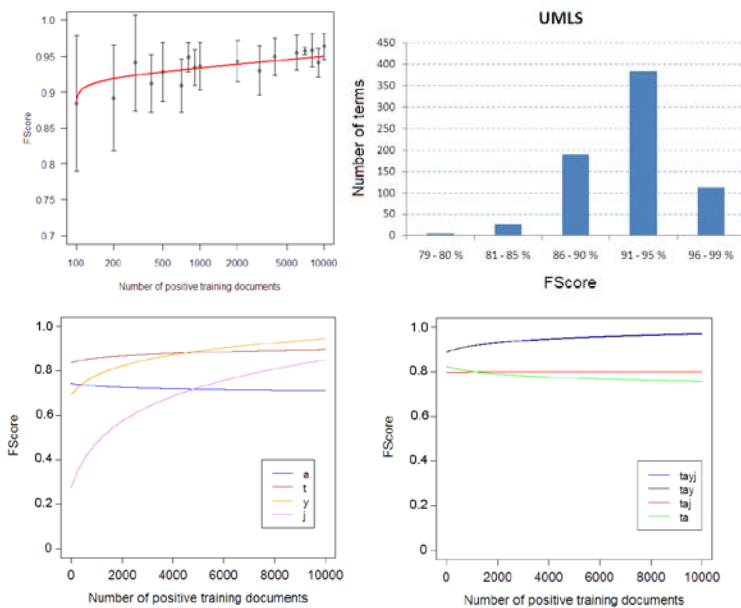 1.0
0.95
0.9
0.85
0.8
0.7
FScore
100 200 500 1000 2000 5000 10000
Number of positive training documents
UMLS
450
400
350
300
250
200
150
100
50
0
Number of terms
79 - 80 % 81 - 85 % 86 - 90 % 91 - 95 % 96 - 99 %
FScore
1.0
0.8
0.6
0.4
0.2
0
FScore
a
t
y
j
0 2000 4000 6000 8000 10000
Number of positive training documents
1.0
0.8
0.6
0.4
0.2
0
FScore
tayj
tay
taj
ta
0 2000 4000 6000 8000 10000
Number of positive training documents